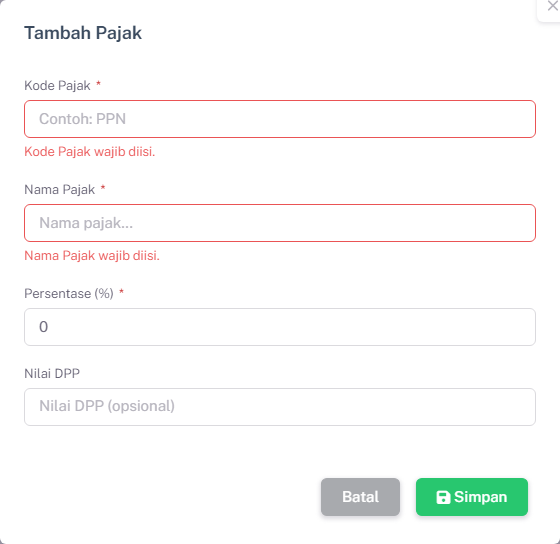 Tambah Pajak
Kode Pajak *
Contoh: PPN
Kode Pajak wajib diisi.
Nama Pajak *
Nama pajak...
Nama Pajak wajib diisi.
Persentase (%) *
0
Nilai DPP
Nilai DPP (opsional)
Batal
Simpan